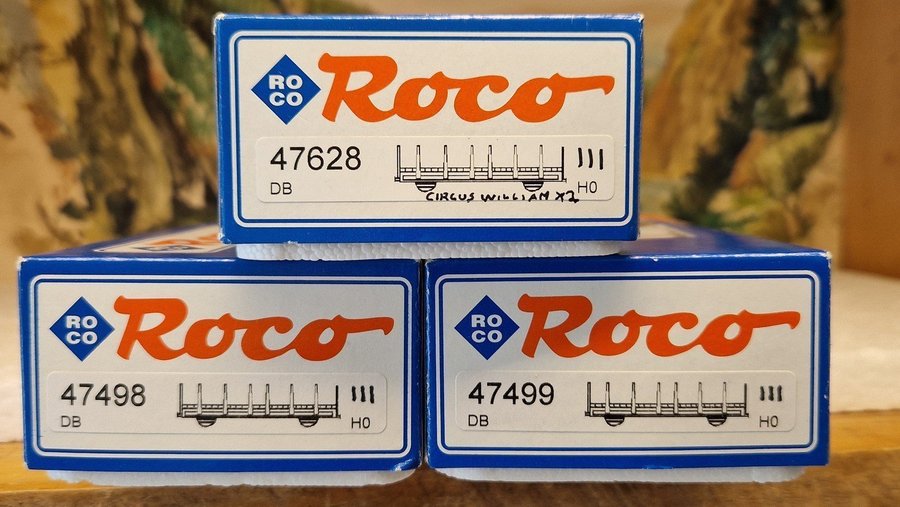 RO
CO
Roco
47628
DB
H0
CIRCUS WILLIAM X2
RO
CO
Roco
47498
DB
H0
RO
CO
Roco
47499
DB
H0